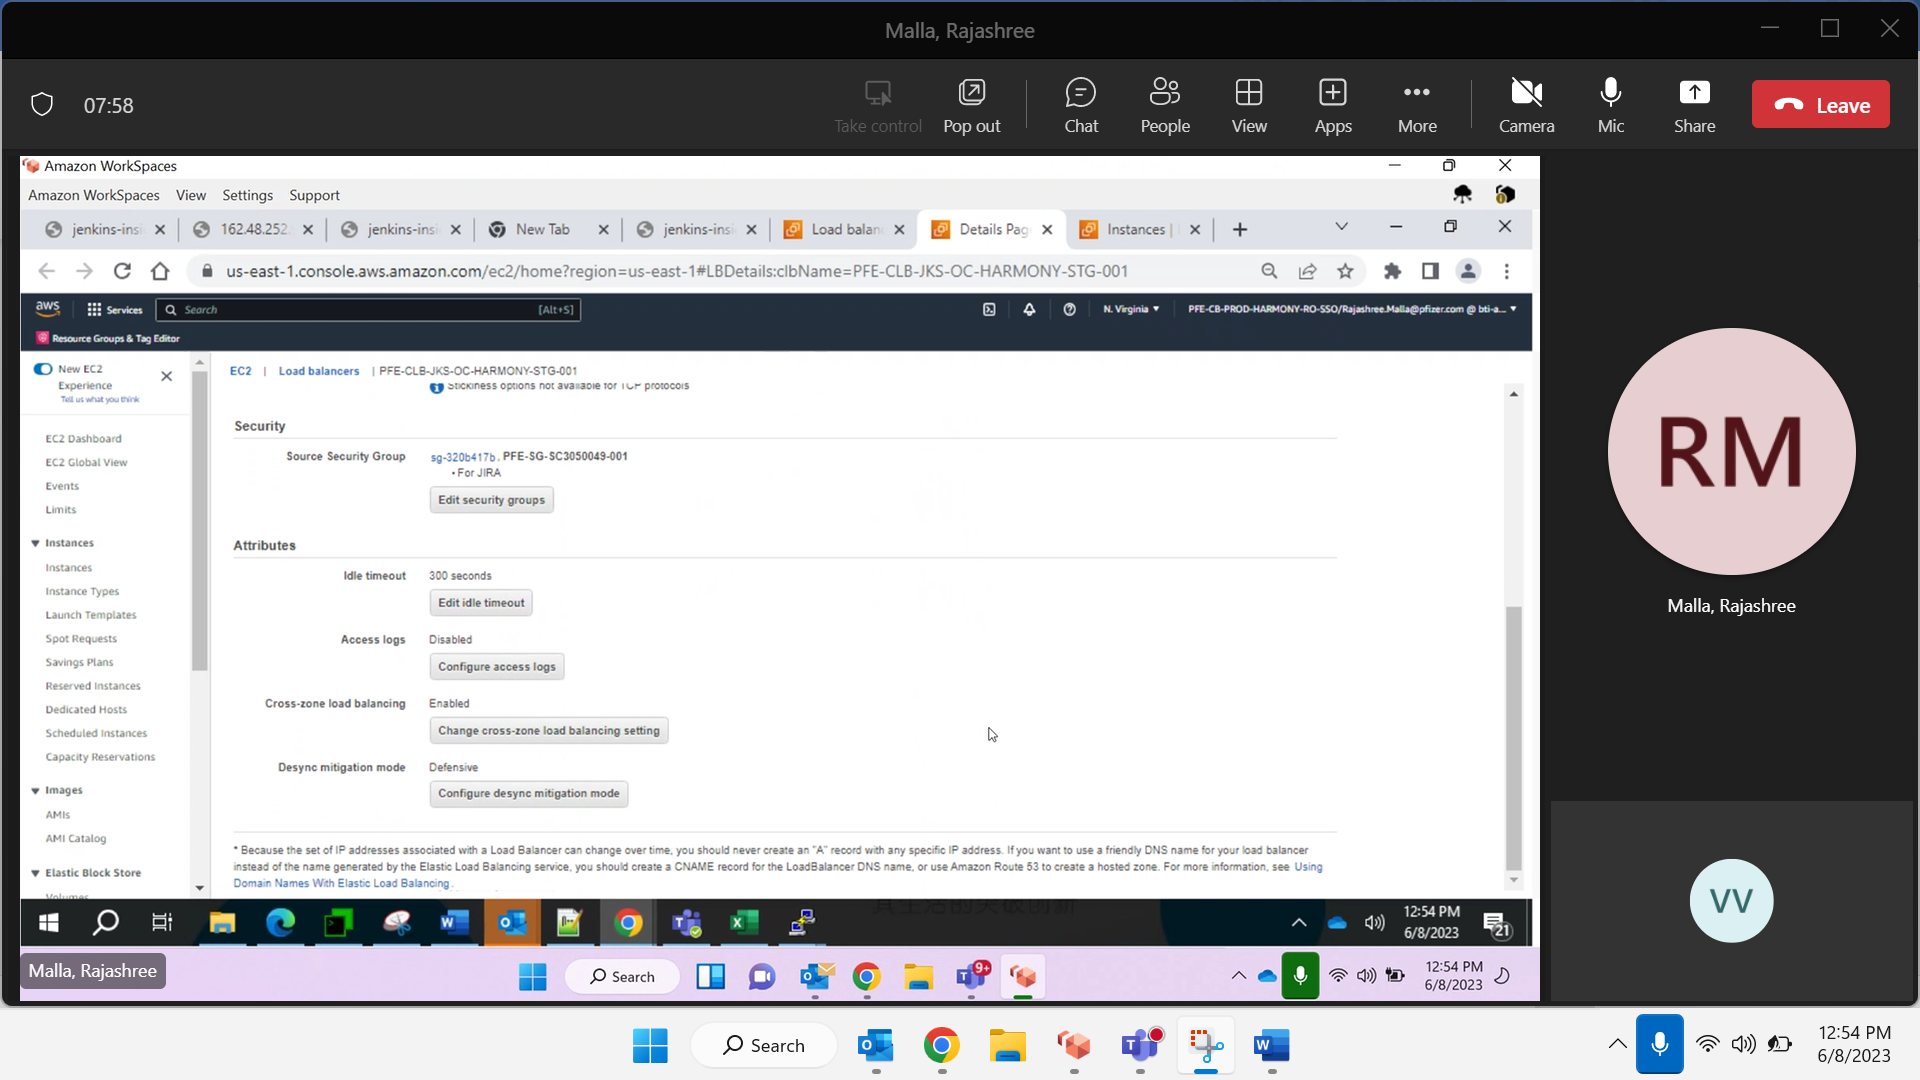 Malla, Rajashree
07:58
Take control
Pop out
Chat
People
View
Apps
More
Camera
Mic
Share
Leave
Amazon WorkSpaces
Amazon WorkSpaces View Settings Support
jenkins-insi
162.48.252.
jenkins-insi
New Tab
jenkins-insi
Load balan
Details Pag
Instances |
us-east-1.console.aws.amazon.com/ec2/home?region=us-east-1#LBDetails:clbName=PFE-CLB-JKS-OC-HARMONY-STG-001
aws
Services
Search
[Alt+S]
N. Virginia
PFE-CB-PROD-HARMONY-RO-SSO/Rajashree.Malla@pfizer.com @ bti-a...
Resource Groups & Tag Editor
New EC2
Experience
Tell us what you think
EC2 Dashboard
EC2 Global View
Events
Limits
Instances
Instances
Instance Types
Launch Templates
Spot Requests
Savings Plans
Reserved Instances
Dedicated Hosts
Scheduled Instances
Capacity Reservations
Images
AMIs
AMI Catalog
Elastic Block Store
Volumes
EC2 | Load balancers | PFE-CLB-JKS-OC-HARMONY-STG-001
Stickiness options not available for TCP protocols
Security
Source Security Group sg-320b417b, PFE-SG-SC3050049-001
• For JIRA
Edit security groups
Attributes
Idle timeout 300 seconds
Edit idle timeout
Access logs Disabled
Configure access logs
Cross-zone load balancing Enabled
Change cross-zone load balancing setting
Desync mitigation mode Defensive
Configure desync mitigation mode
* Because the set of IP addresses associated with a Load Balancer can change over time, you should never create an "A" record with any specific IP address. If you want to use a friendly DNS name for your load balancer
instead of the name generated by the Elastic Load Balancing service, you should create a CNAME record for the LoadBalancer DNS name, or use Amazon Route 53 to create a hosted zone. For more information, see Using
Domain Names With Elastic Load Balancing.
12:54 PM
6/8/2023
21
Malla, Rajashree
Search
9+
12:54 PM
6/8/2023
RM
Malla, Rajashree
VV
Search
12:54 PM
6/8/2023